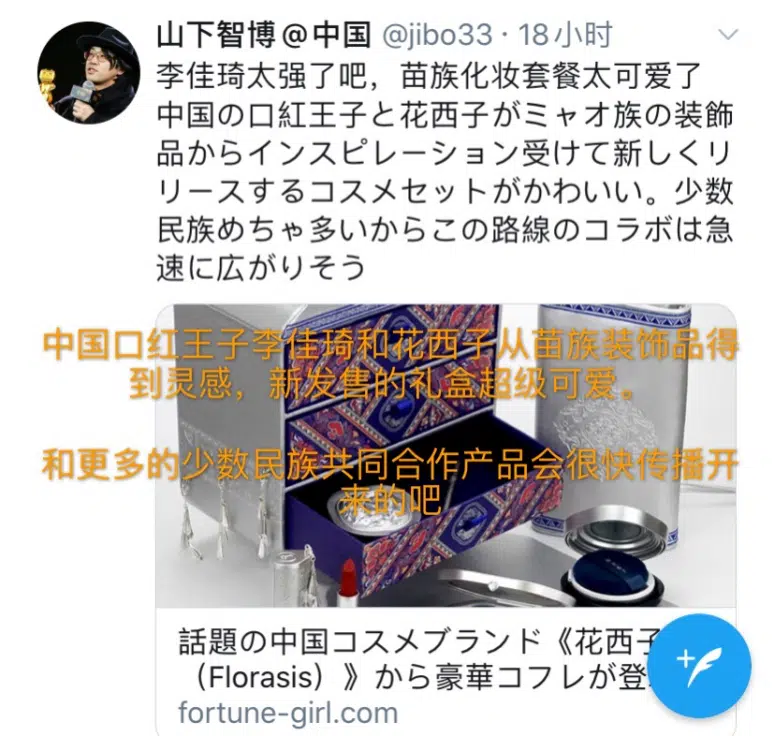 山下智博@中国 @jibo33 · 18小时
李佳琦太强了吧，苗族化妆套餐太可爱了
中国の口紅王子と花西子がミャオ族の装飾
品からインスピレーション受けて新しくリ
リースするコスメセットがかわいい。少数
民族めちゃ多いからこの路線のコラボは急
速に広がりそう
中国口红王子李佳琦和花西子从苗族装饰品得
到灵感，新发售的礼盒超级可爱。
和更多的少数民族共同合作产品会很快传播开
来的吧
話題の中国コスメブランド《花西子
（Florasis）》から豪華コフレが登
fortune-girl.com